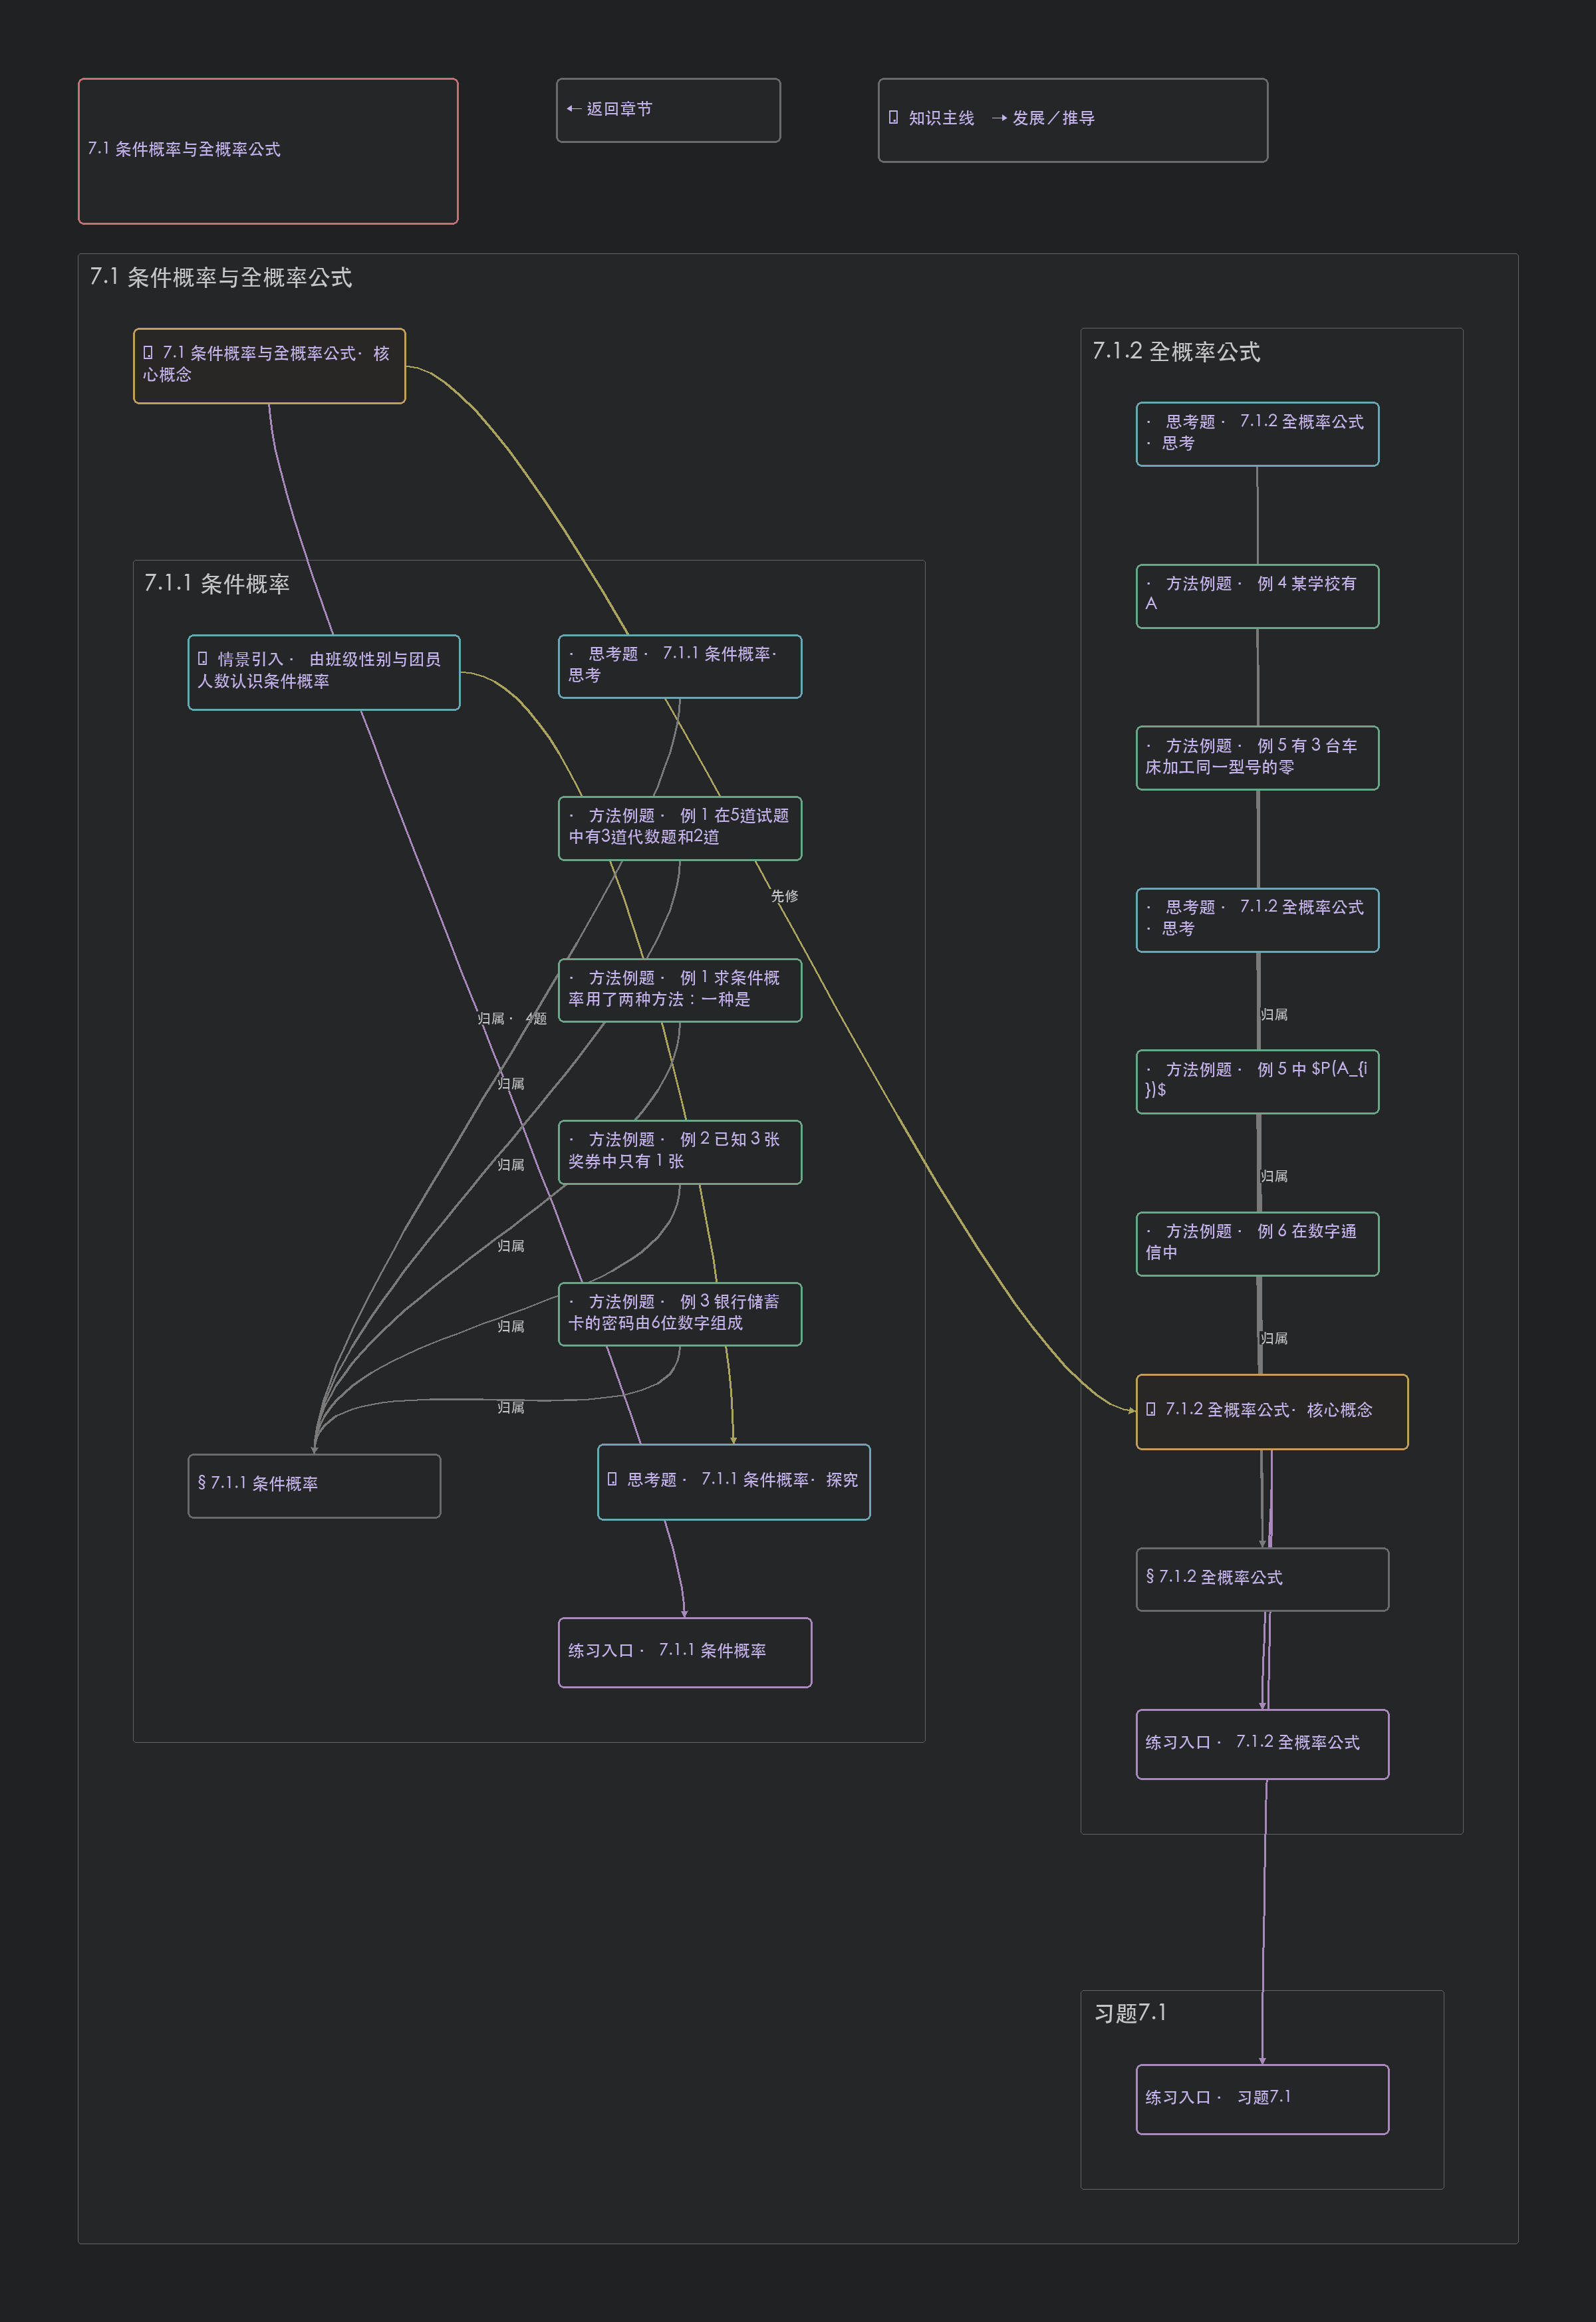 7.1 条件概率与全概率公式
← 返回章节
知识主线 → 发展／推导
7.1 条件概率与全概率公式
7.1 条件概率与全概率公式· 核
心概念
7.1.1 条件概率
情景引入 · 由班级性别与团员
人数认识条件概率
· 思考题 · 7.1.1 条件概率·
思考
· 方法例题 · 例 1 在5道试题
中有3道代数题和2道
先修
· 方法例题 · 例 1 求条件概
率用了两种方法：一种是
归属 · 4题
归属
· 方法例题 · 例 2 已知 3 张
奖券中只有 1 张
归属
归属
· 方法例题 · 例 3 银行储蓄
卡的密码由6位数字组成
归属
归属
§ 7.1.1 条件概率
思考题 · 7.1.1 条件概率· 探究
练习入口 · 7.1.1 条件概率
7.1.2 全概率公式
· 思考题 · 7.1.2 全概率公式
· 思考
· 方法例题 · 例 4 某学校有
A
· 方法例题 · 例 5 有 3 台车
床加工同一型号的零
· 思考题 · 7.1.2 全概率公式
· 思考
归属
· 方法例题 · 例 5 中 $P(A_{i
})$
归属
· 方法例题 · 例 6 在数字通
信中
归属
7.1.2 全概率公式· 核心概念
§ 7.1.2 全概率公式
练习入口 · 7.1.2 全概率公式
习题7.1
练习入口 · 习题7.1